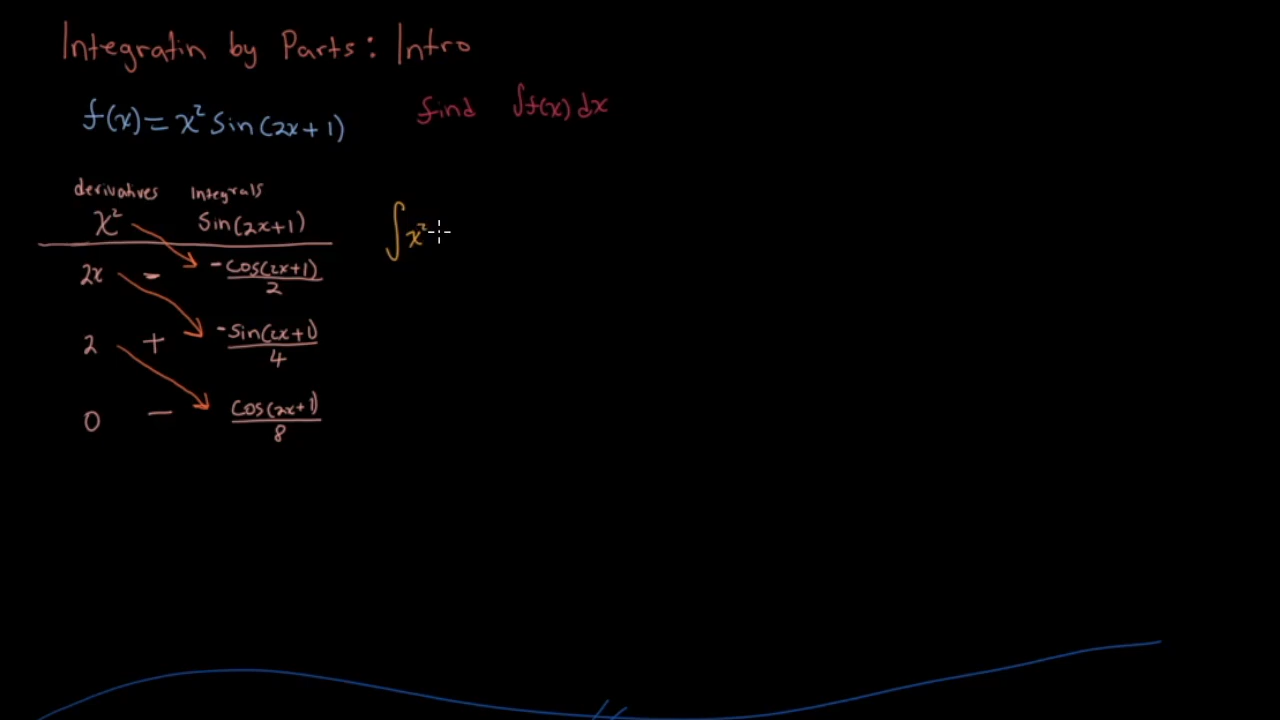 Integratin by Parts: Intro
f(x) = x² Sin(2x+1) find ∫f(x) dx
derivatives Integrals
x² Sin(2x+1) ∫x²
2x - -Cos(2x+1)/2
2 + -Sin(2x+1)/4
0 - Cos(2x+1)/8